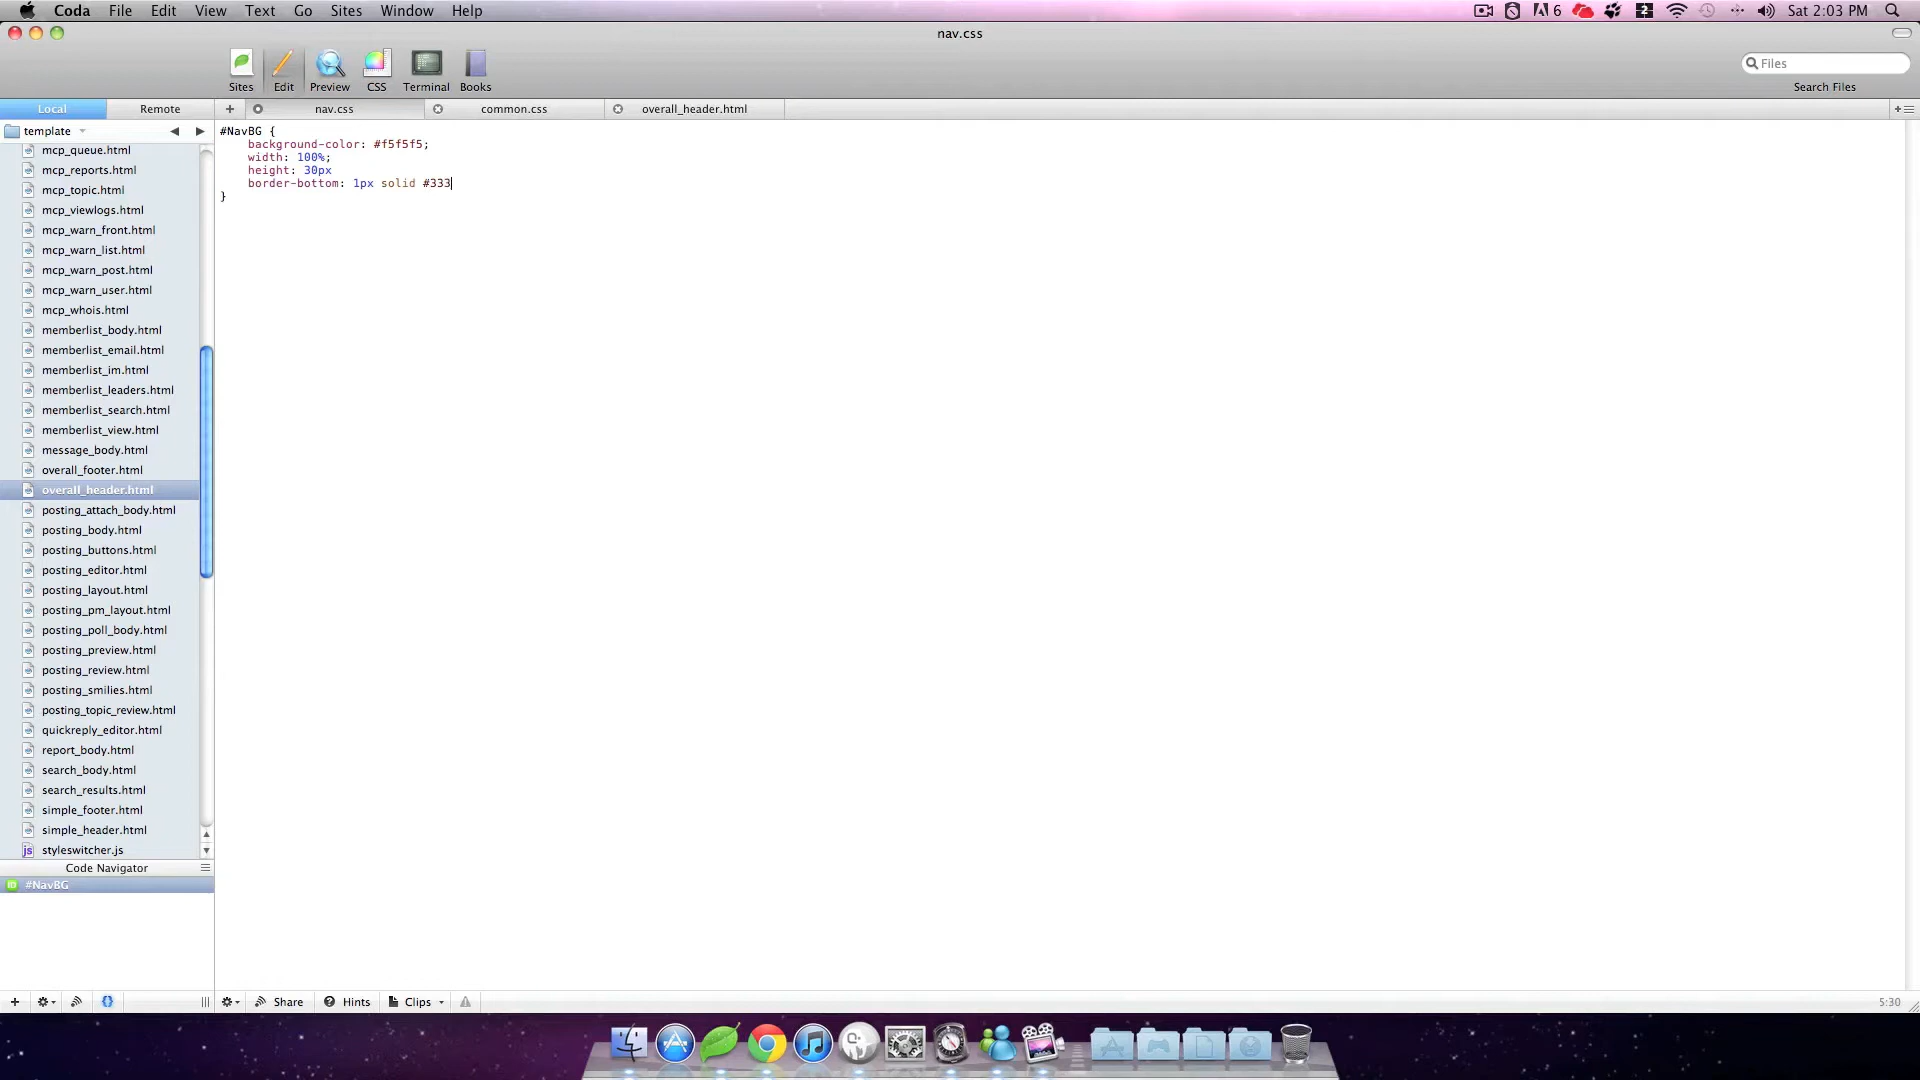 Coda File Edit View Text Go Sites Window Help
6 2 Sat 2:03 PM
nav.css
Sites Edit Preview CSS Terminal Books
Files
Search Files
Local Remote + nav.css common.css overall_header.html
template
mcp_queue.html
mcp_reports.html
mcp_topic.html
mcp_viewlogs.html
mcp_warn_front.html
mcp_warn_list.html
mcp_warn_post.html
mcp_warn_user.html
mcp_whois.html
memberlist_body.html
memberlist_email.html
memberlist_im.html
memberlist_leaders.html
memberlist_search.html
memberlist_view.html
message_body.html
overall_footer.html
overall_header.html
posting_attach_body.html
posting_body.html
posting_buttons.html
posting_editor.html
posting_layout.html
posting_pm_layout.html
posting_poll_body.html
posting_preview.html
posting_review.html
posting_smilies.html
posting_topic_review.html
quickreply_editor.html
report_body.html
search_body.html
search_results.html
simple_footer.html
simple_header.html
js styleswitcher.js
Code Navigator
ID #NavBG
#NavBG {
background-color: #f5f5f5;
width: 100%;
height: 30px
border-bottom: 1px solid #333
}
Share Hints Clips
5:30